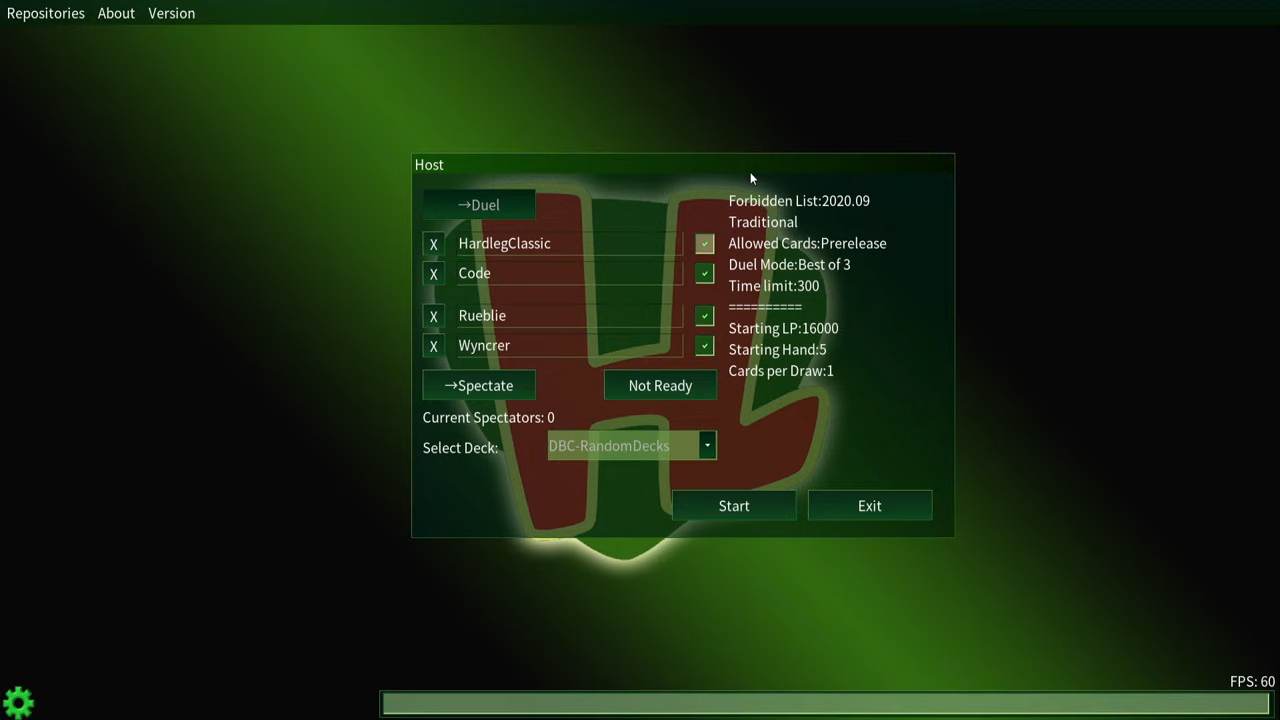 Repositories About Version
Host
→Duel
Forbidden List:2020.09
Traditional
X HardlegClassic
Allowed Cards:Prerelease
X Code
Duel Mode:Best of 3
Time limit:300
==========
X Rueblie
Starting LP:16000
X Wyncrer
Starting Hand:5
Cards per Draw:1
→Spectate Not Ready
Current Spectators: 0
Select Deck: DBC-RandomDecks
Start Exit
FPS: 60